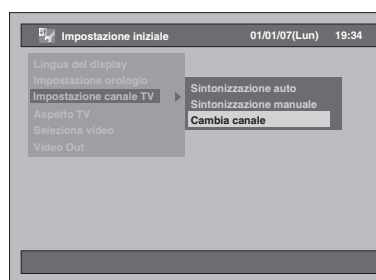 Impostazione iniziale 01/01/07(Lun) 19:34
Lingua del display
Impostazione orologio
Impostazione canale TV
Aspetto TV
Seleziona video
Video Out
Sintonizzazione auto
Sintonizzazione manuale
Cambia canale